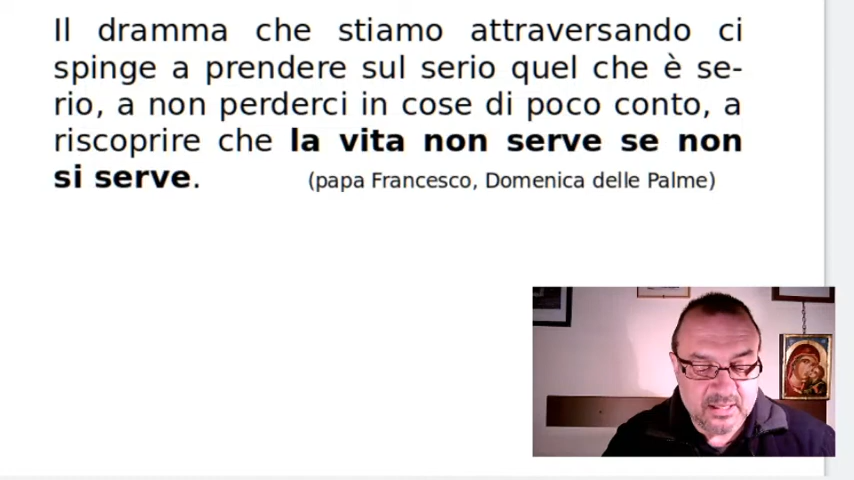 Il dramma che stiamo attraversando ci
spinge a prendere sul serio quel che è se-
rio, a non perderci in cose di poco conto, a
riscoprire che la vita non serve se non
si serve. (papa Francesco, Domenica delle Palme)